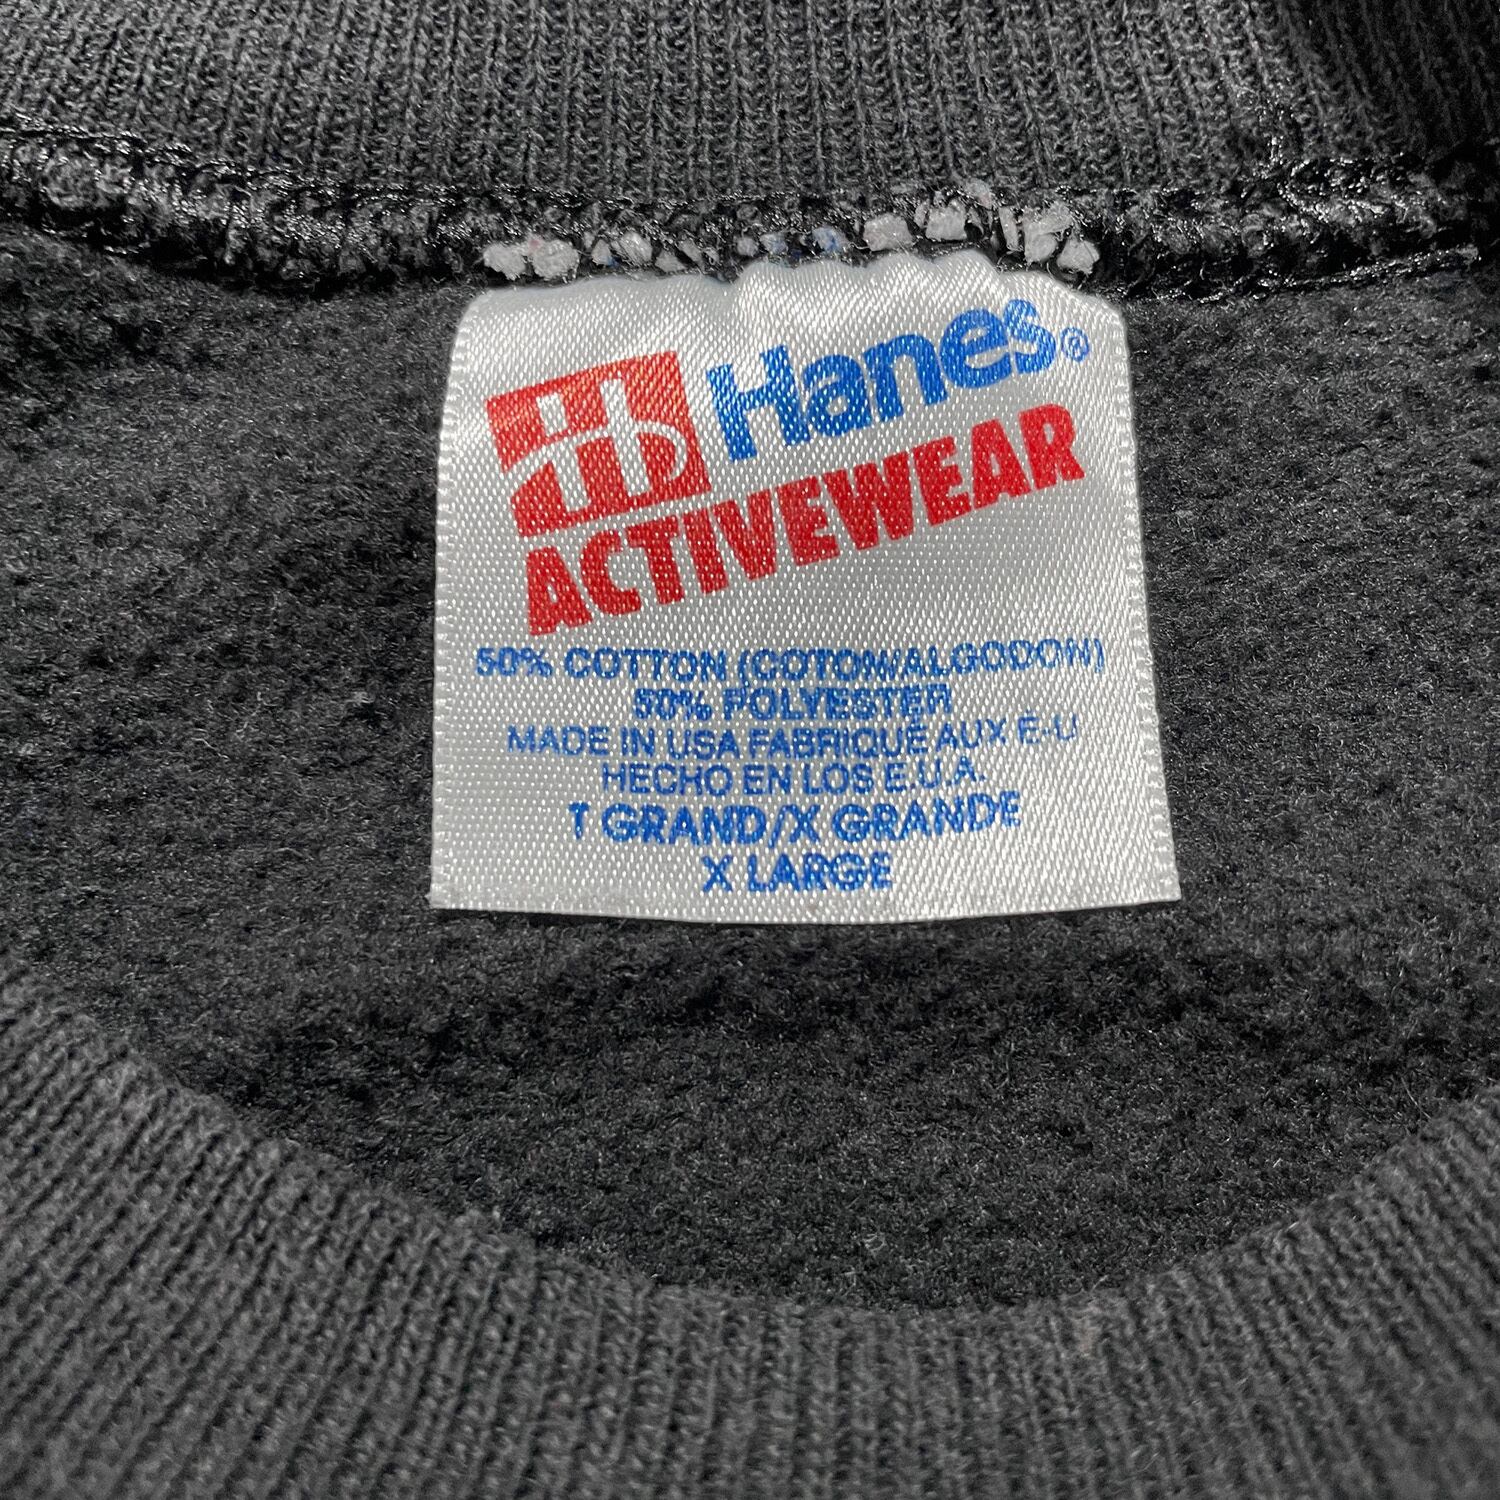 Hanes®
ACTIVEWEAR
50% COTTON (COTON/ALGODON)
50% POLYESTER
MADE IN USA FABRIQUÉ AUX É-U
HECHO EN LOS E.U.A.
T GRAND/X GRANDE
X LARGE